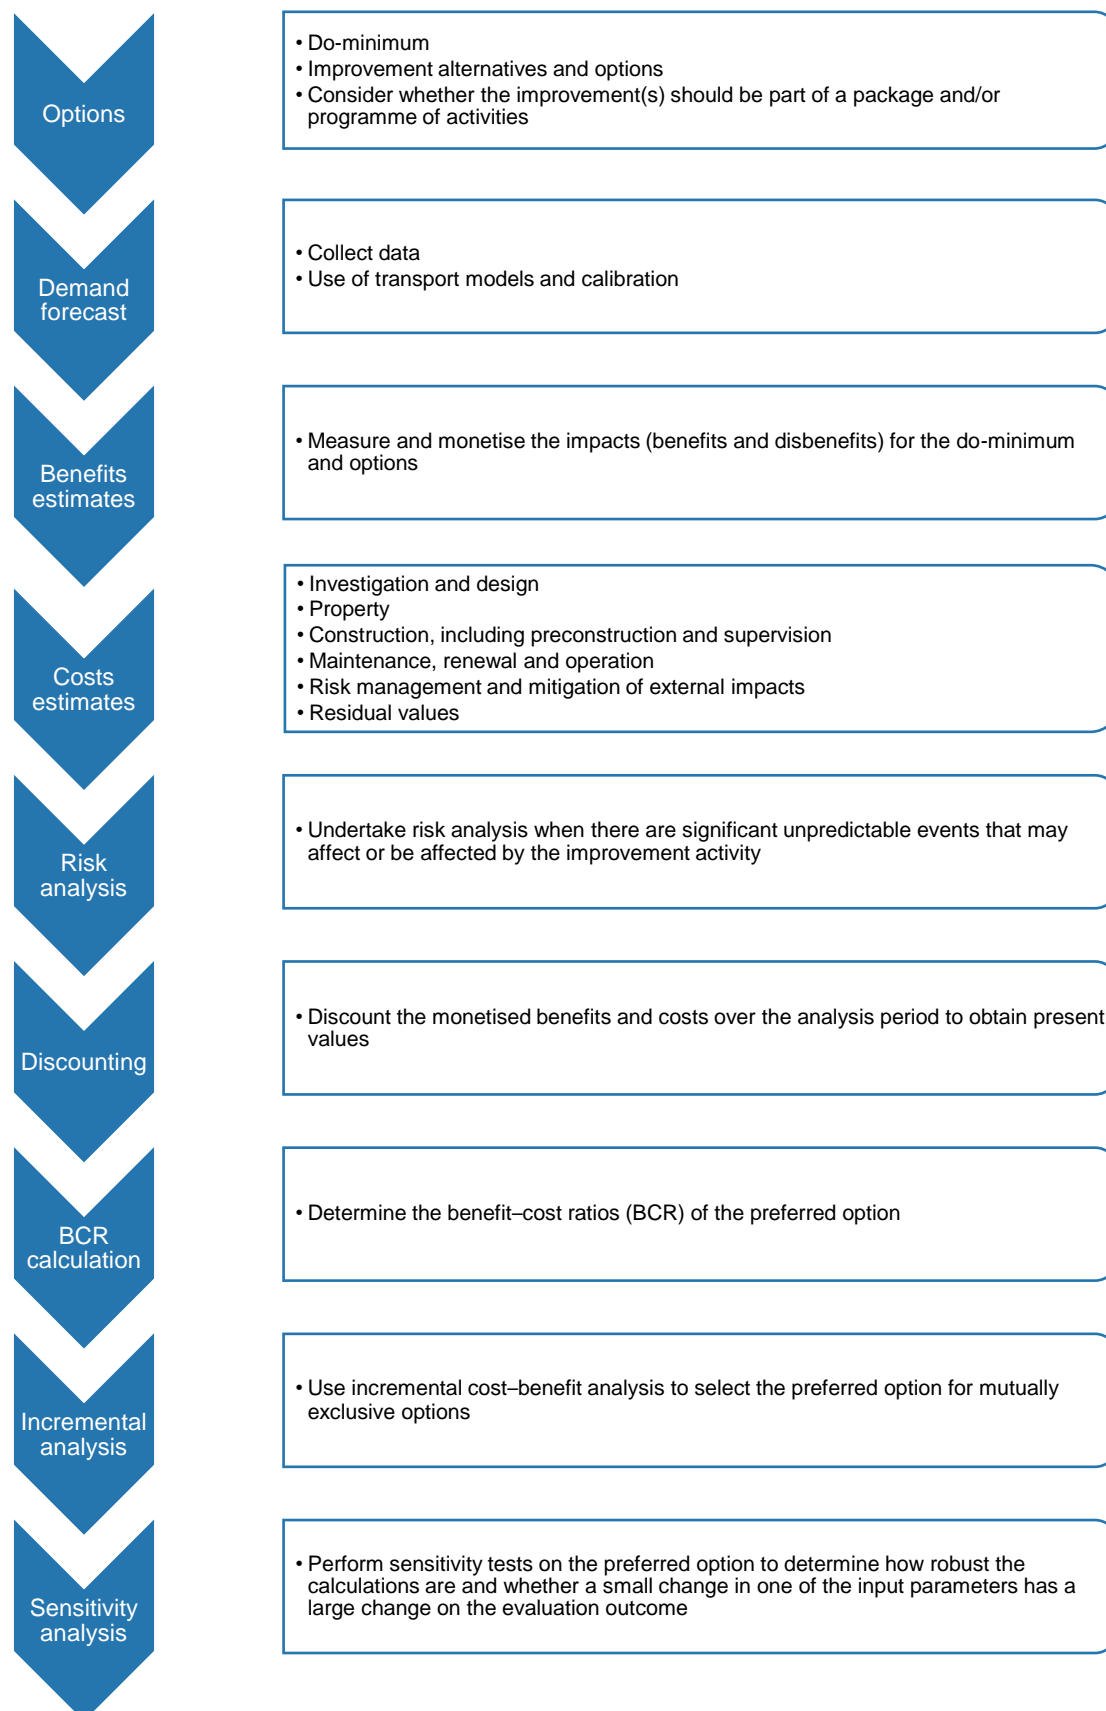 Options
• Do-minimum
• Improvement alternatives and options
• Consider whether the improvement(s) should be part of a package and/or
programme of activities
Demand
forecast
• Collect data
• Use of transport models and calibration
Benefits
estimates
• Measure and monetise the impacts (benefits and disbenefits) for the do-minimum
and options
Costs
estimates
• Investigation and design
• Property
• Construction, including preconstruction and supervision
• Maintenance, renewal and operation
• Risk management and mitigation of external impacts
• Residual values
Risk
analysis
• Undertake risk analysis when there are significant unpredictable events that may
affect or be affected by the improvement activity
Discounting
• Discount the monetised benefits and costs over the analysis period to obtain present
values
BCR
calculation
• Determine the benefit–cost ratios (BCR) of the preferred option
Incremental
analysis
• Use incremental cost–benefit analysis to select the preferred option for mutually
exclusive options
Sensitivity
analysis
• Perform sensitivity tests on the preferred option to determine how robust the
calculations are and whether a small change in one of the input parameters has a
large change on the evaluation outcome